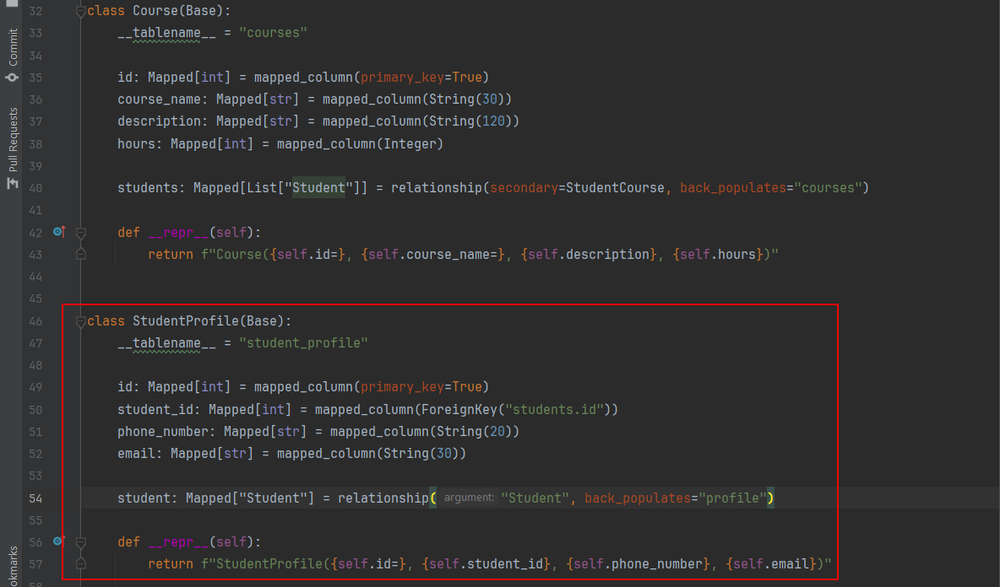 Commit
Pull Requests
okmarks
32 class Course(Base):
33     __tablename__ = "courses"
34
35     id: Mapped[int] = mapped_column(primary_key=True)
36     course_name: Mapped[str] = mapped_column(String(30))
37     description: Mapped[str] = mapped_column(String(120))
38     hours: Mapped[int] = mapped_column(Integer)
39
40     students: Mapped[List["Student"]] = relationship(secondary=StudentCourse, back_populates="courses")
41
42     def __repr__(self):
43         return f"Course({self.id=}, {self.course_name=}, {self.description}, {self.hours})"
44
45
46 class StudentProfile(Base):
47     __tablename__ = "student_profile"
48
49     id: Mapped[int] = mapped_column(primary_key=True)
50     student_id: Mapped[int] = mapped_column(ForeignKey("students.id"))
51     phone_number: Mapped[str] = mapped_column(String(20))
52     email: Mapped[str] = mapped_column(String(30))
53
54     student: Mapped["Student"] = relationship( argument: "Student", back_populates="profile")
55
56     def __repr__(self):
57         return f"StudentProfile({self.id=}, {self.student_id}, {self.phone_number}, {self.email})"
58